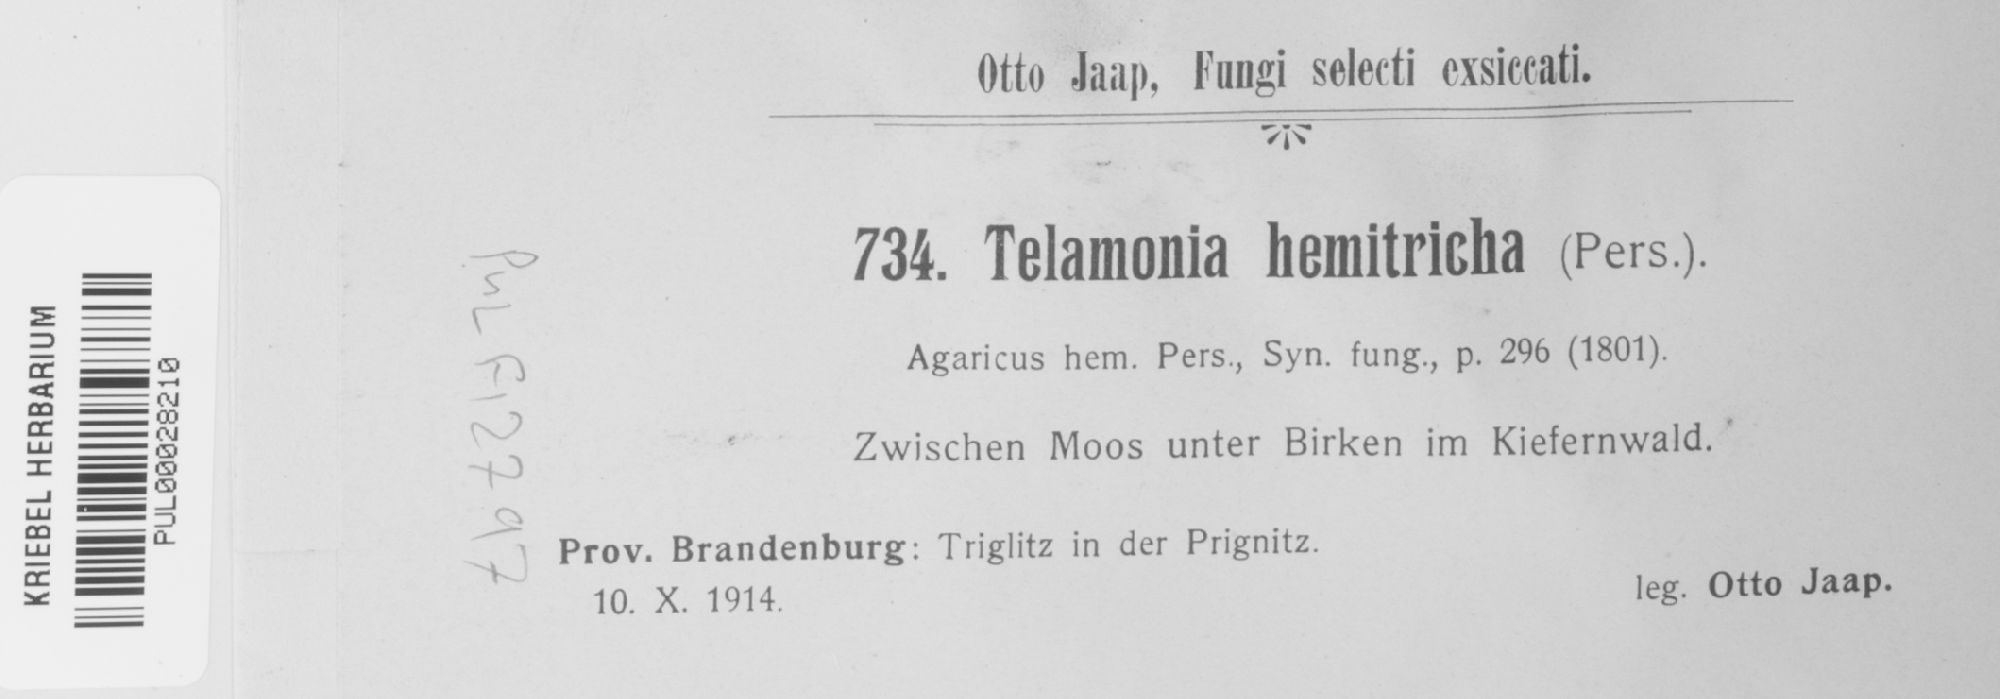 KRIEBEL HERBARIUM
PUL00028210
PUL F27297
Otto Jaap, Fungi selecti exsiccati.
734. Telamonia hemitricha (Pers.).
Agaricus hem. Pers., Syn. fung., p. 296 (1801).
Zwischen Moos unter Birken im Kiefernwald.
Prov. Brandenburg: Triglitz in der Prignitz.
10. X. 1914.
leg. Otto Jaap.